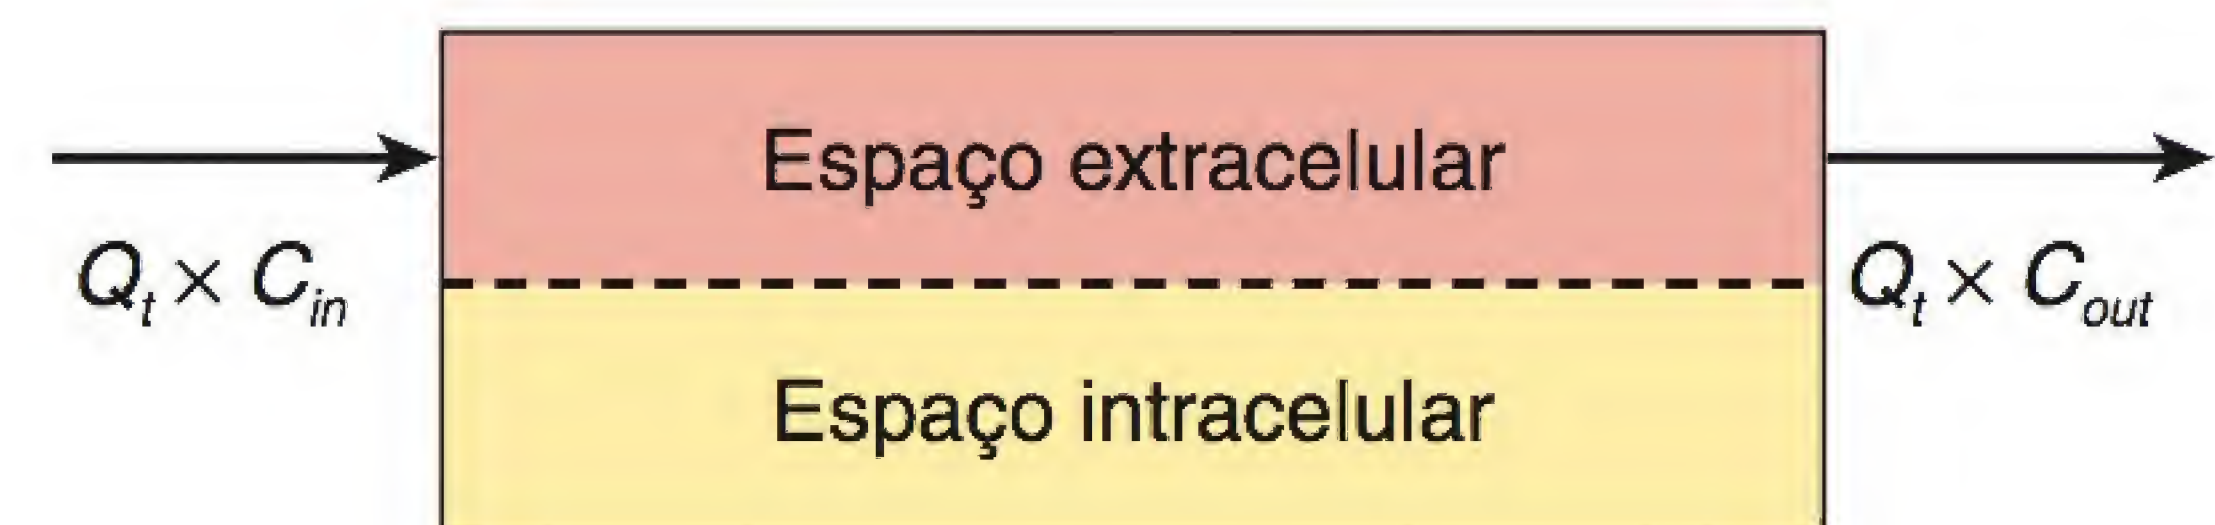 Espaço extracelular
Qt × Cin
Qt × Cout
Espaço intracelular